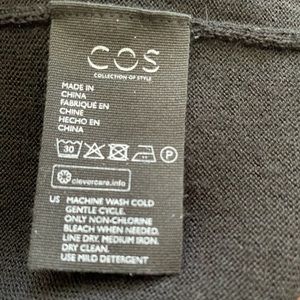 COS
COLLECTION OF STYLE
MADE IN
CHINA
FABRIQUÉ EN
CHINE
HECHO EN
CHINA
30 P
clevercare.info
US MACHINE WASH COLD
GENTLE CYCLE.
ONLY NON-CHLORINE
BLEACH WHEN NEEDED.
LINE DRY. MEDIUM IRON.
DRY CLEAN.
USE MILD DETERGENT